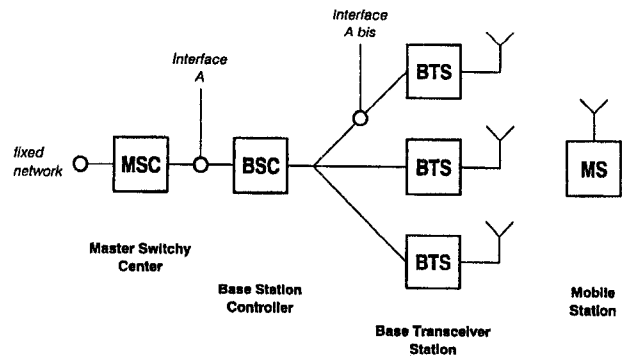 Interface
A bis
Interface
A
BTS
fixed
network
MSC
BSC
BTS
MS
BTS
Master Switchy
Center
Base Station
Controller
Mobile
Station
Base Transceiver
Station